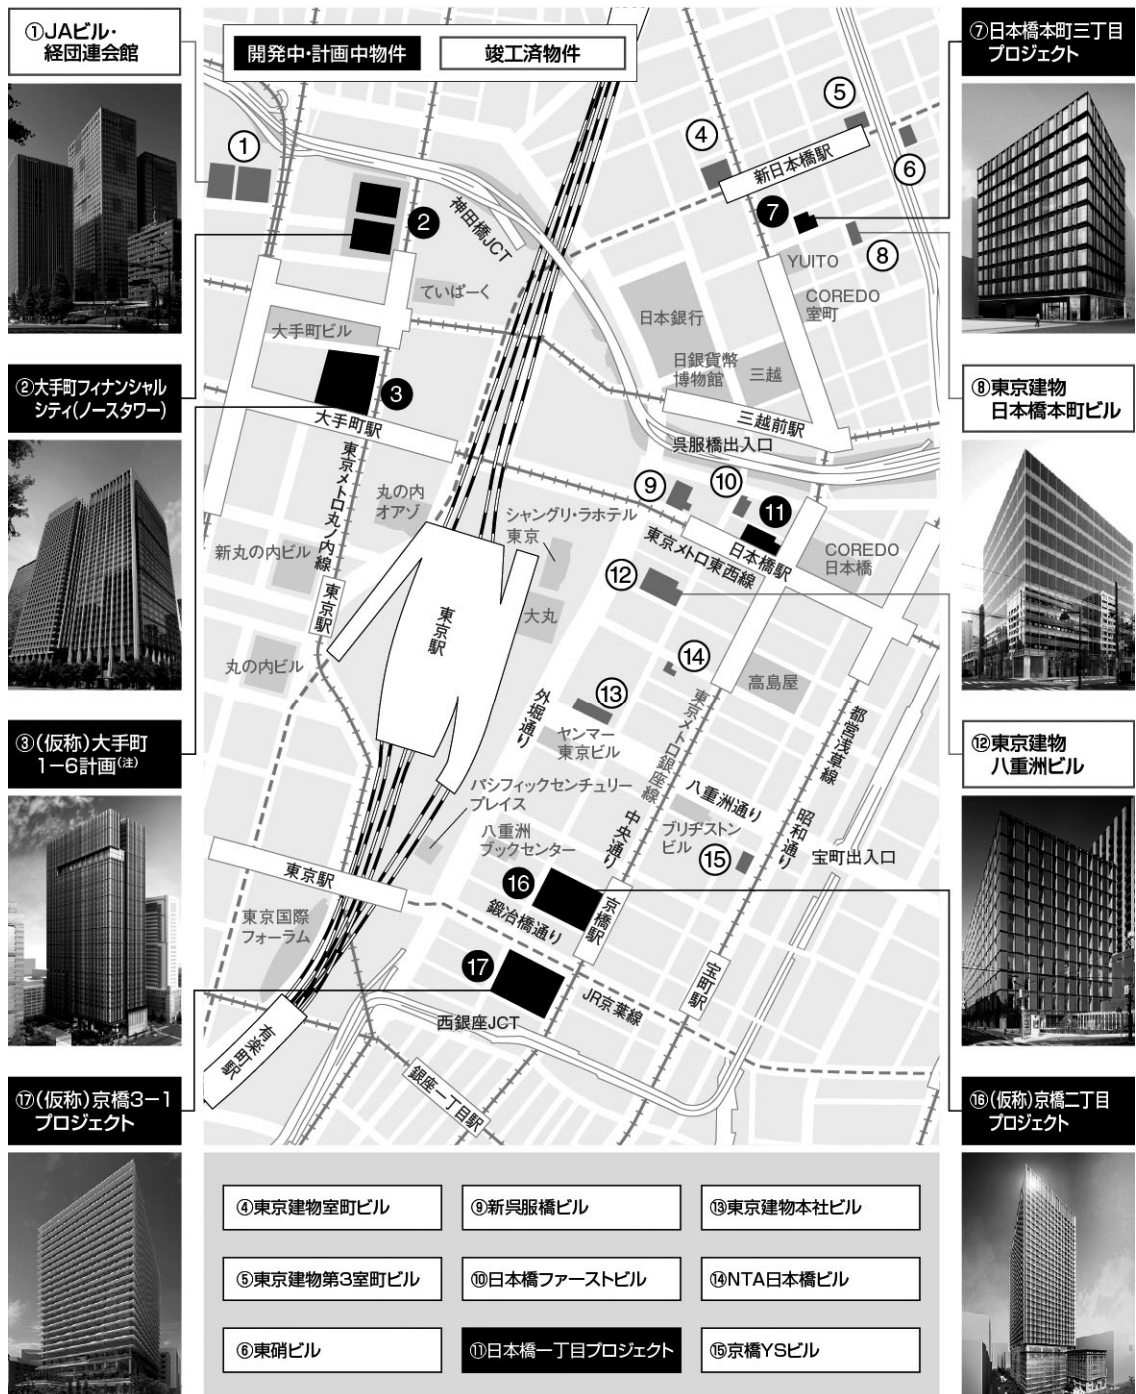 ①JAビル・
経団連会館
②大手町フィナンシャル
シティ(ノースタワー)
③(仮称)大手町
1−6計画(注)
⑰(仮称)京橋3−1
プロジェクト
開発中・計画中物件
竣工済物件
①
②
神田橋JCT
ていぱーく
大手町ビル
③
大手町駅
④
⑤
⑥
新日本橋駅
⑦
⑧
YUITO
COREDO
室町
日本銀行
日銀貨幣
博物館
三越
三越前駅
呉服橋出入口
⑨
⑩
⑪
日本橋駅
東京メトロ東西線
COREDO
日本橋
東京メトロ丸ノ内線
丸の内
オアゾ
シャングリ・ラホテル
東京
新丸の内ビル
東京駅
東京駅
大丸
丸の内ビル
⑫
⑭
高島屋
⑬
外堀通り
ヤンマー
東京ビル
東京メトロ銀座線
都営浅草線
パシフィックセンチュリー
プレイス
八重洲通り
中央通り
昭和通り
八重洲
ブックセンター
ブリヂストン
ビル
⑮
宝町出入口
東京駅
⑯
鍛冶橋通り
京橋駅
東京国際
フォーラム
⑰
宝町駅
JR京葉線
西銀座JCT
有楽町駅
銀座一丁目駅
⑦日本橋本町三丁目
プロジェクト
⑧東京建物
日本橋本町ビル
⑫東京建物
八重洲ビル
⑯(仮称)京橋二丁目
プロジェクト
④東京建物室町ビル
⑨新呉服橋ビル
⑬東京建物本社ビル
⑤東京建物第3室町ビル
⑩日本橋ファーストビル
⑭NTA日本橋ビル
⑥東硝ビル
⑪日本橋一丁目プロジェクト
⑮京橋YSビル